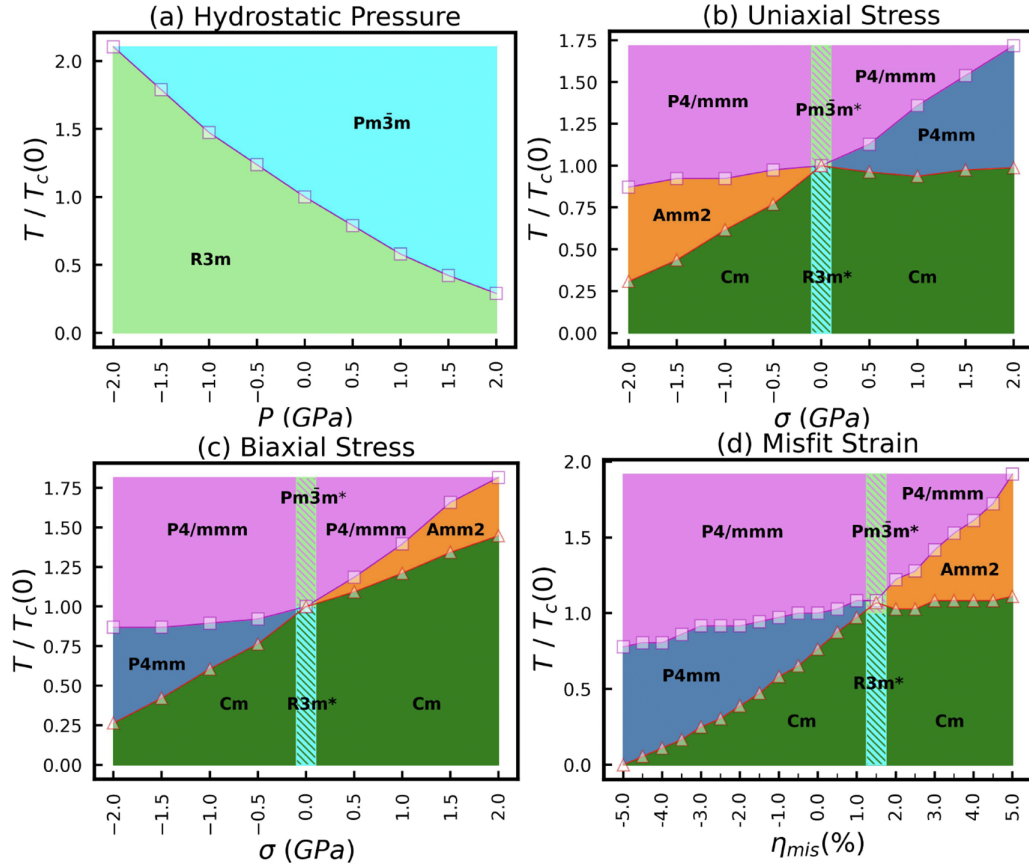 (a) Hydrostatic Pressure
T / Tc(0)
2.0
1.5
1.0
0.5
0.0
Pm3̄m
R3m
−2.0 −1.5 −1.0 −0.5 0.0 0.5 1.0 1.5 2.0
P (GPa)
(b) Uniaxial Stress
T / Tc(0)
1.75
1.50
1.25
1.00
0.75
0.50
0.25
0.00
P4/mmm
P4/mmm
Pm3̄m*
P4mm
Amm2
Cm
R3m*
Cm
−2.0 −1.5 −1.0 −0.5 0.0 0.5 1.0 1.5 2.0
σ (GPa)
(c) Biaxial Stress
T / Tc(0)
1.75
1.50
1.25
1.00
0.75
0.50
0.25
0.00
Pm3̄m*
P4/mmm
P4/mmm
Amm2
P4mm
Cm
R3m*
Cm
−2.0 −1.5 −1.0 −0.5 0.0 0.5 1.0 1.5 2.0
σ (GPa)
(d) Misfit Strain
T / Tc(0)
2.0
1.5
1.0
0.5
0.0
P4/mmm
P4/mmm
Pm3̄m*
Amm2
P4mm
R3m*
Cm
Cm
-5.0 -4.0 -3.0 -2.0 -1.0 0.0 1.0 2.0 3.0 4.0 5.0
ηmis(%)